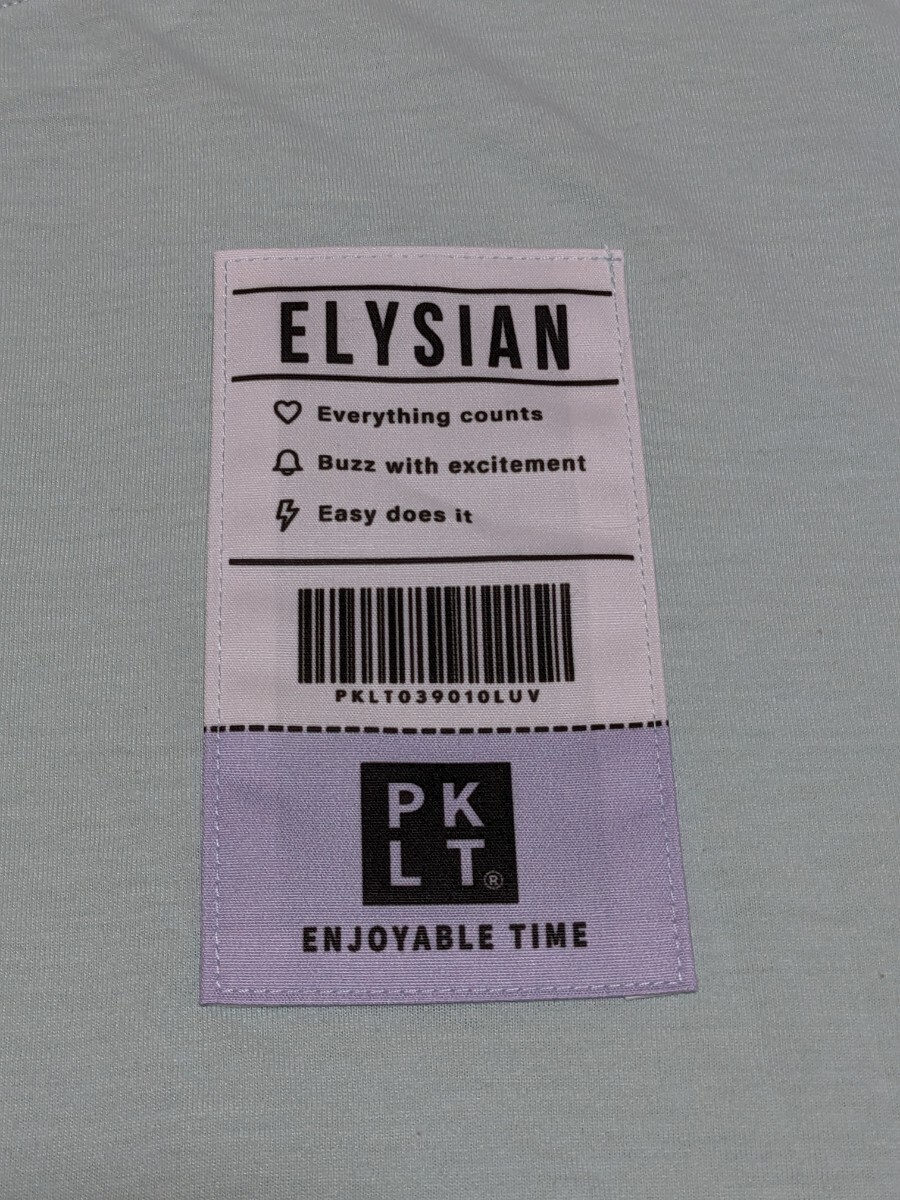 ELYSIAN
Everything counts
Buzz with excitement
Easy does it
PKLT039010LUV
PK
LT®
ENJOYABLE TIME